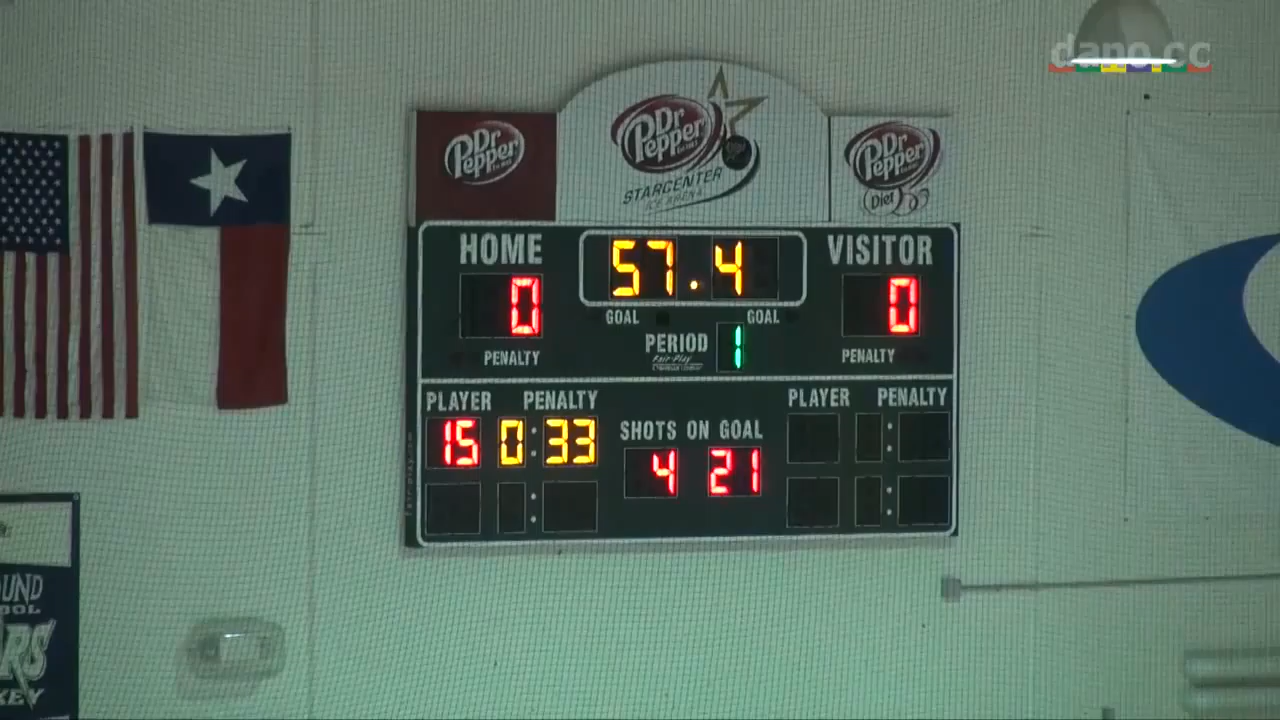 dano.cc
Dr Pepper
Dr Pepper
STARCENTER
ICE ARENA
Dr Pepper
Diet
HOME 57.4 VISITOR
0 0
GOAL GOAL
PERIOD 1
Fair-Play
PENALTY PENALTY
PLAYER PENALTY PLAYER PENALTY
15 0:33
SHOTS ON GOAL
4 21
UND
OOL
RS
KEY